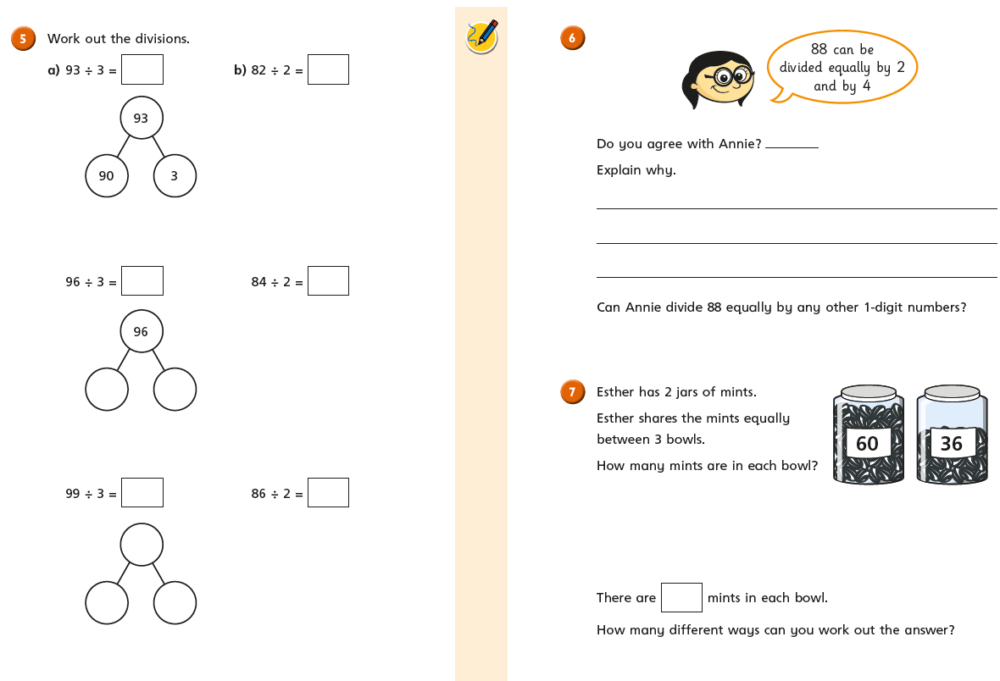 5 Work out the divisions.
a) 93 ÷ 3 =
b) 82 ÷ 2 =
93
90 3
96 ÷ 3 =
84 ÷ 2 =
96
99 ÷ 3 =
86 ÷ 2 =
6
88 can be
divided equally by 2
and by 4
Do you agree with Annie?
Explain why.
Can Annie divide 88 equally by any other 1-digit numbers?
7 Esther has 2 jars of mints.
Esther shares the mints equally
between 3 bowls.
How many mints are in each bowl?
60 36
There are mints in each bowl.
How many different ways can you work out the answer?